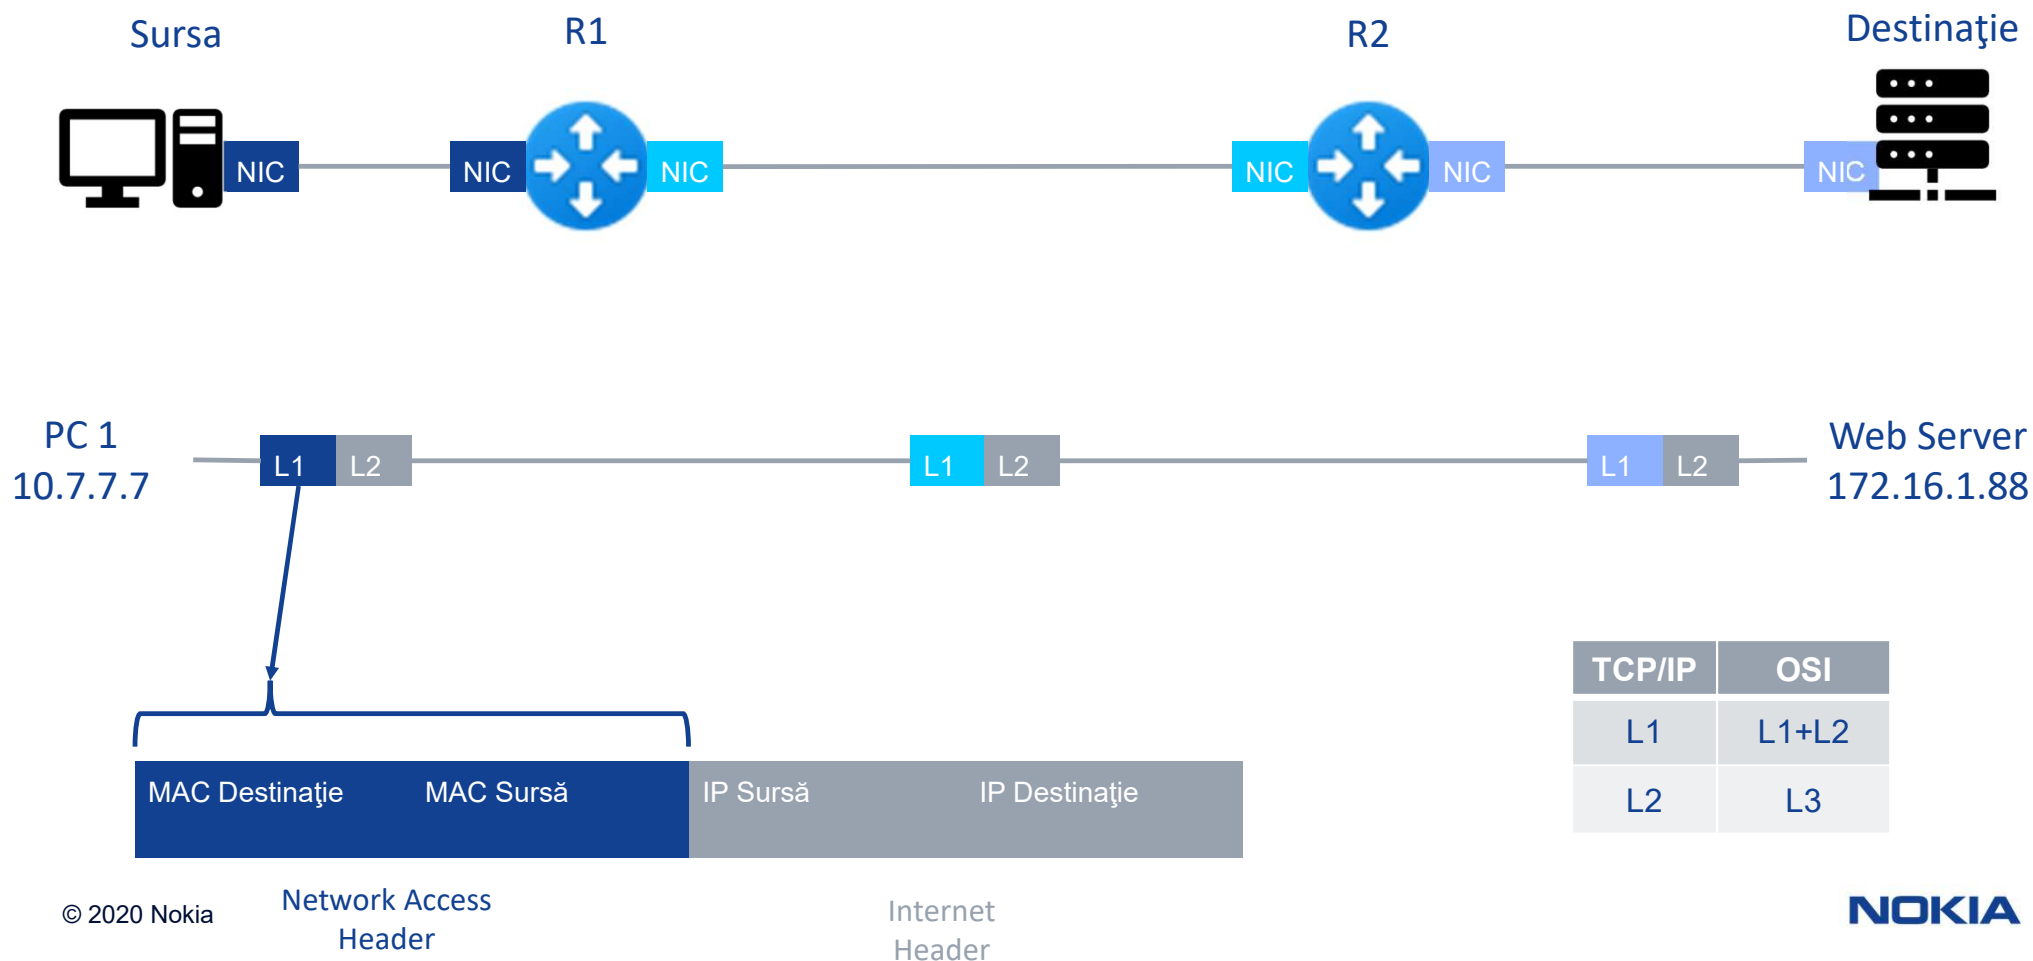 Sursa
R1
R2
Destinaţie
NIC
NIC
NIC
NIC
NIC
NIC
PC 1
10.7.7.7
L1 L2
L1 L2
L1 L2
Web Server
172.16.1.88
TCP/IP OSI
L1 L1+L2
L2 L3
MAC Destinaţie MAC Sursă IP Sursă IP Destinaţie
© 2020 Nokia
Network Access
Header
Internet
Header
NOKIA